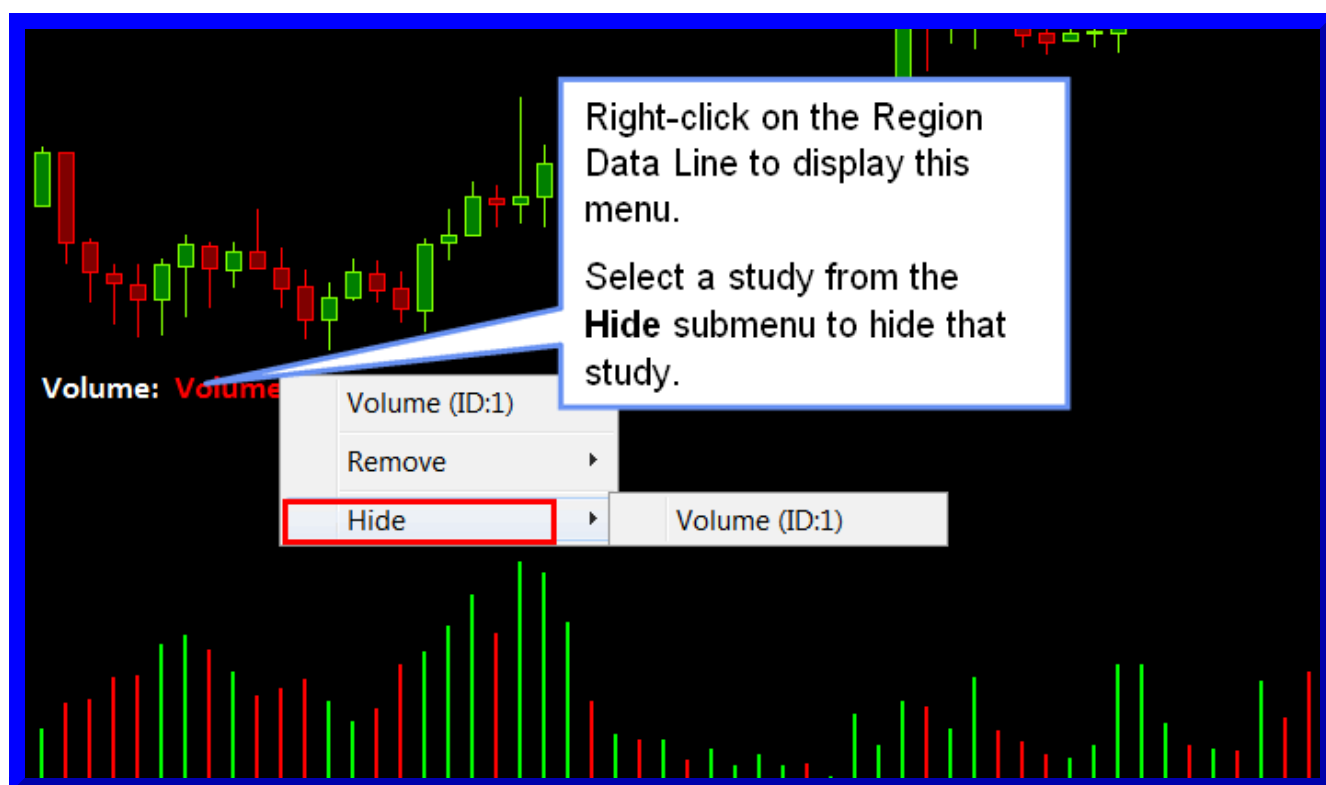 Right-click on the Region
Data Line to display this
menu.
Select a study from the
Hide submenu to hide that
study.
Volume: Volume
Volume (ID:1)
Remove
Hide
Volume (ID:1)